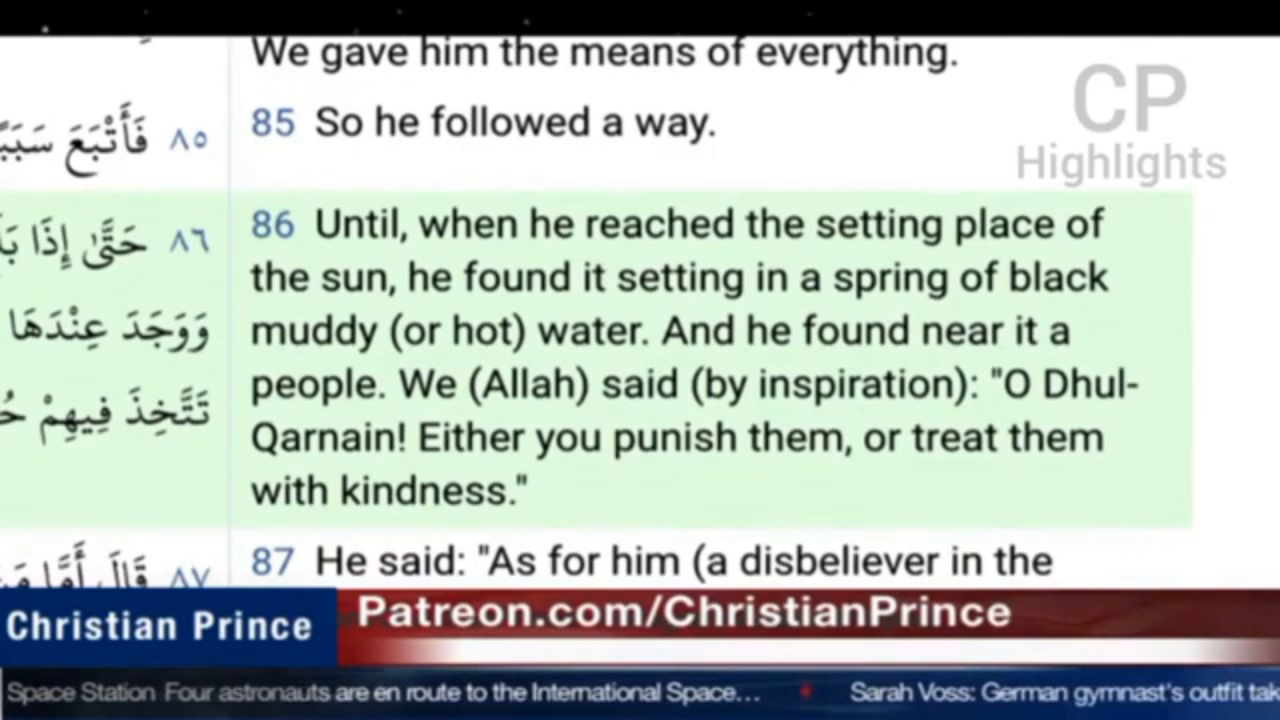 We gave him the means of everything.
CP
Highlights
85 So he followed a way.
فَأَتْبَعَ ٨٥
86 Until, when he reached the setting place of
the sun, he found it setting in a spring of black
muddy (or hot) water. And he found near it a
people. We (Allah) said (by inspiration): "O Dhul-
Qarnain! Either you punish them, or treat them
with kindness."
حَتَّىٰ إِذَا ٨٦
وَوَجَدَ عِنْدَهَا
تَتَّخِذَ فِيهِمْ
87 He said: "As for him (a disbeliever in the
قَالَ أَمَّا ٨٧
Christian Prince
Patreon.com/ChristianPrince
Space Station Four astronauts are en route to the International Space... Sarah Voss: German gymnast's outfit